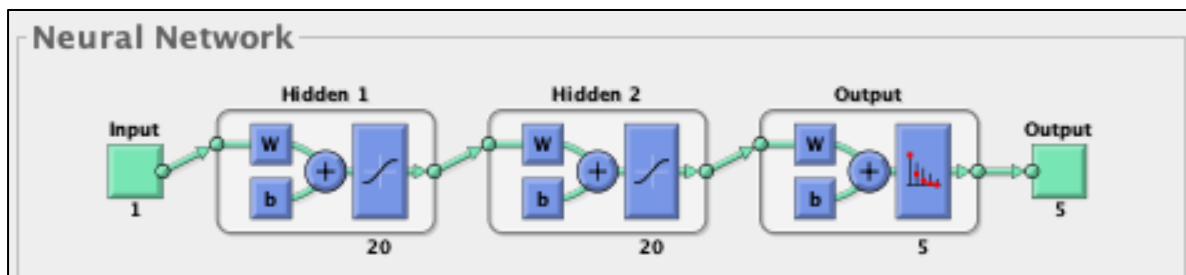 Neural Network
Hidden 1 Hidden 2 Output
Input Output
W W W
b b b
1 5
20 20 5